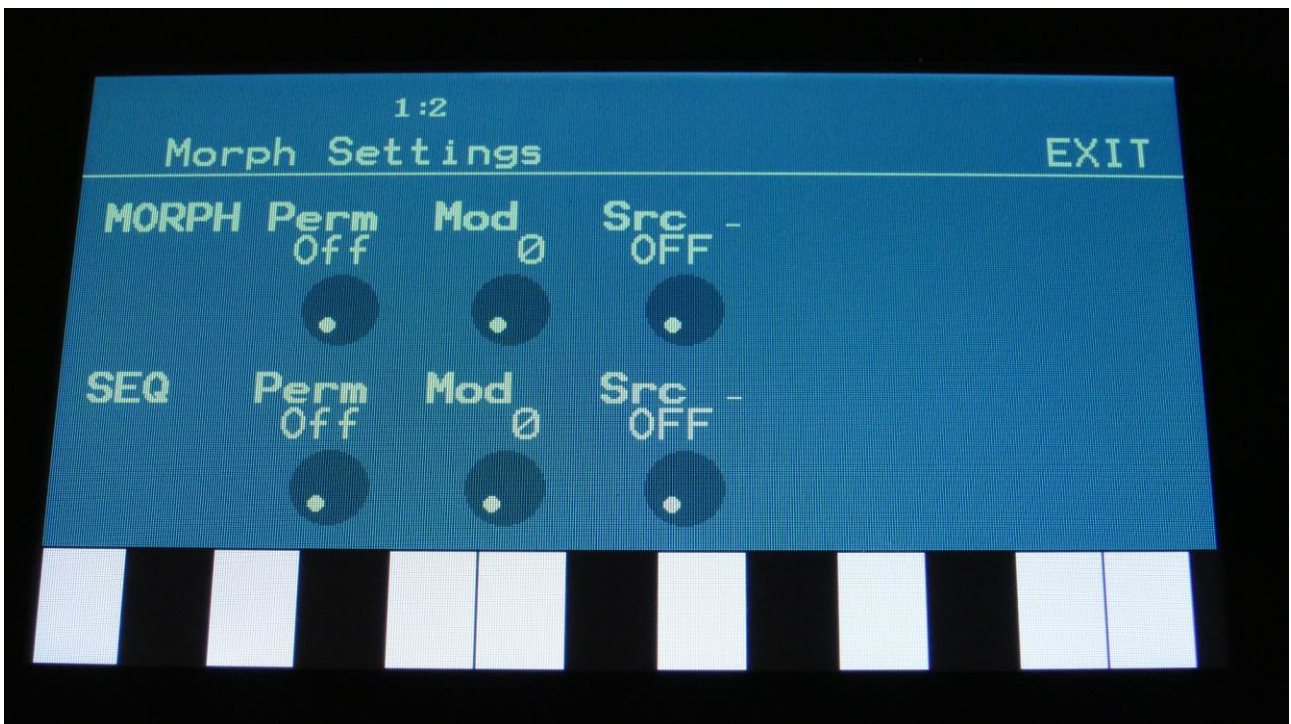 1:2
Morph Settings EXIT
MORPH Perm Mod Src -
Off 0 OFF
SEQ Perm Mod Src -
Off 0 OFF